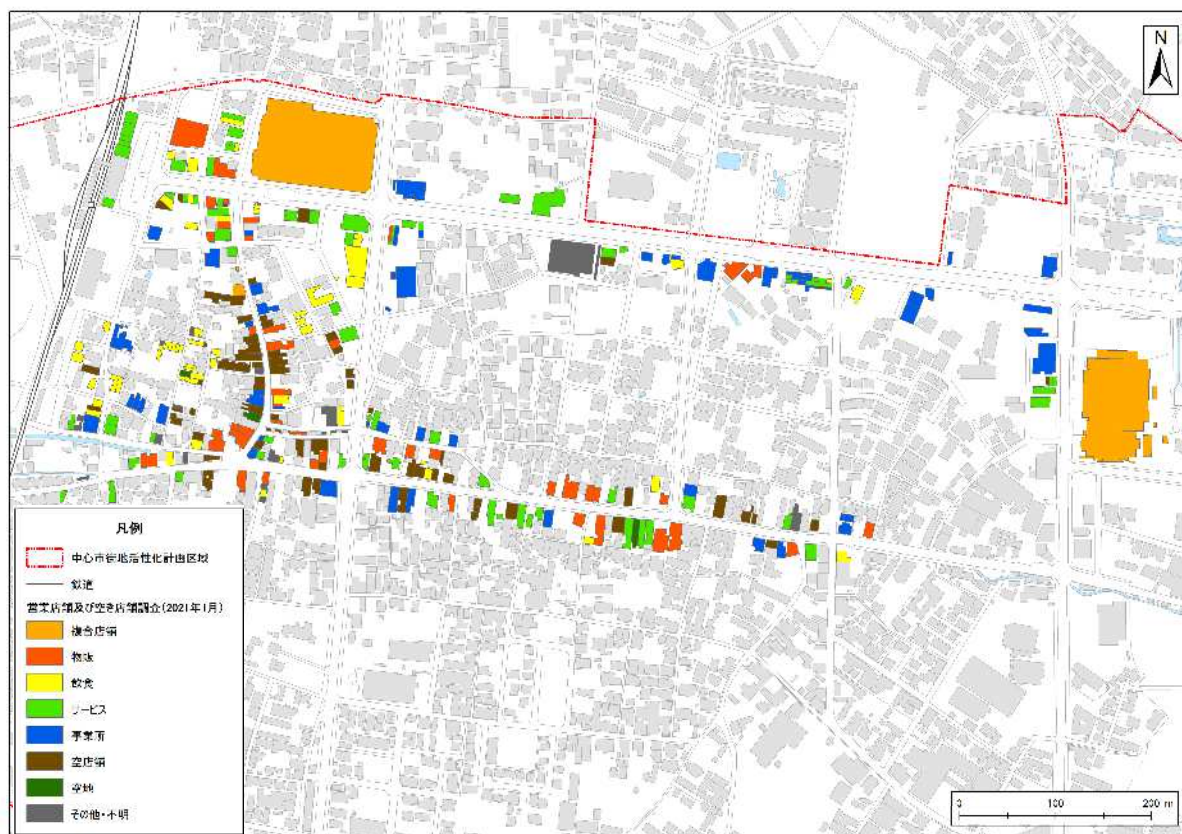 N
凡例
中心市街地活性化計画区域
鉄道
営業店舗及び空き店舗調査(2021年1月)
複合店舗
物販
飲食
サービス
事業所
空店舗
空地
その他・不明
0 100 200 m